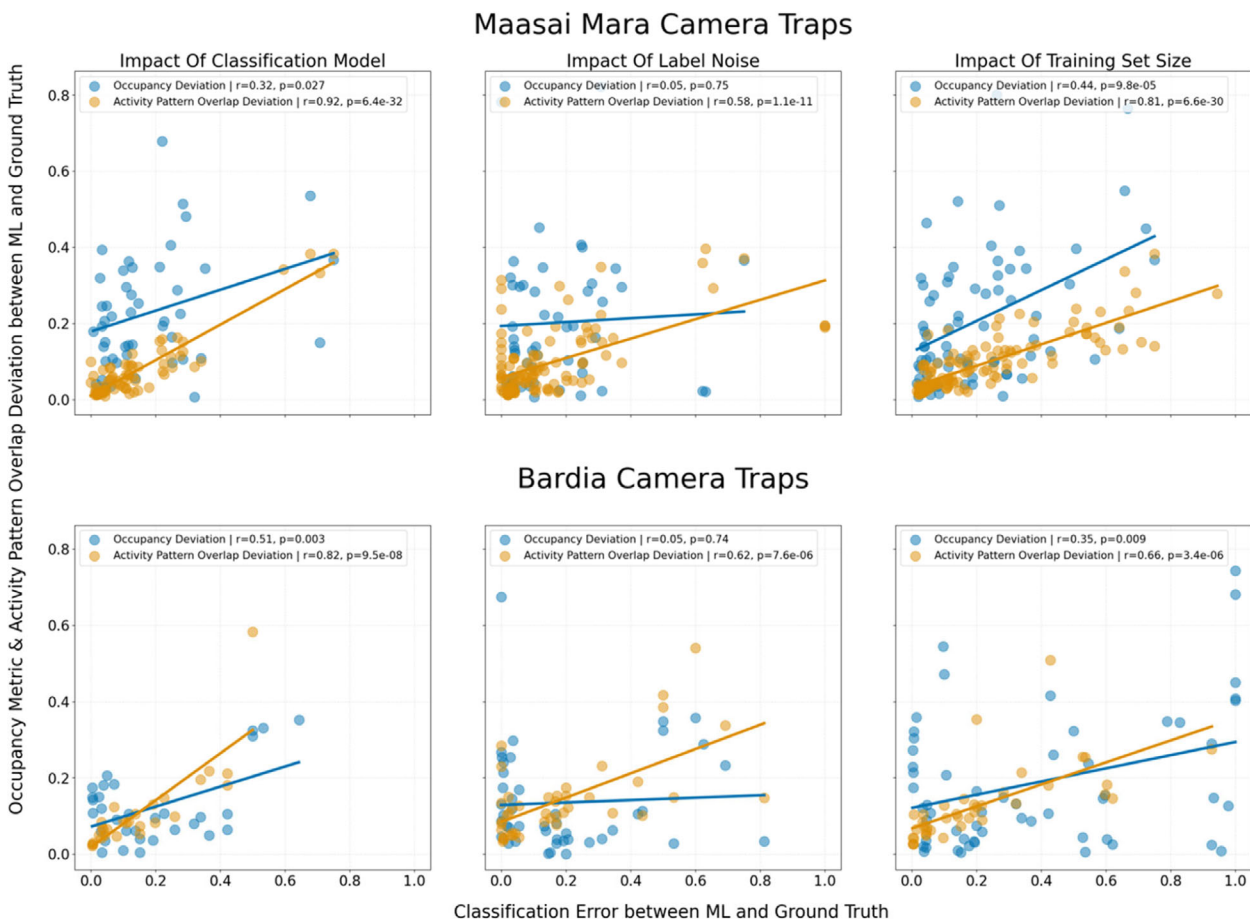 Maasai Mara Camera Traps
Impact Of Classification Model
Impact Of Label Noise
Impact Of Training Set Size
Occupancy Deviation | r=0.32, p=0.027
Activity Pattern Overlap Deviation | r=0.92, p=6.4e-32
Occupancy Deviation | r=0.05, p=0.75
Activity Pattern Overlap Deviation | r=0.58, p=1.1e-11
Occupancy Deviation | r=0.44, p=9.8e-05
Activity Pattern Overlap Deviation | r=0.81, p=6.6e-30
0.8
0.6
0.4
0.2
0.0
Occupancy Metric & Activity Pattern Overlap Deviation between ML and Ground Truth
Bardia Camera Traps
Occupancy Deviation | r=0.51, p=0.003
Activity Pattern Overlap Deviation | r=0.82, p=9.5e-08
Occupancy Deviation | r=0.05, p=0.74
Activity Pattern Overlap Deviation | r=0.62, p=7.6e-06
Occupancy Deviation | r=0.35, p=0.009
Activity Pattern Overlap Deviation | r=0.66, p=3.4e-06
0.8
0.6
0.4
0.2
0.0
0.0 0.2 0.4 0.6 0.8 1.0
0.0 0.2 0.4 0.6 0.8 1.0
0.0 0.2 0.4 0.6 0.8 1.0
Classification Error between ML and Ground Truth